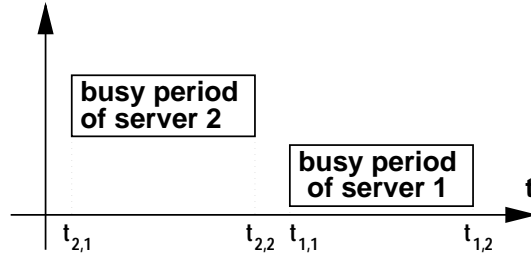 busy period
of server 2
busy period
of server 1
t
t2,1
t2,2
t1,1
t1,2